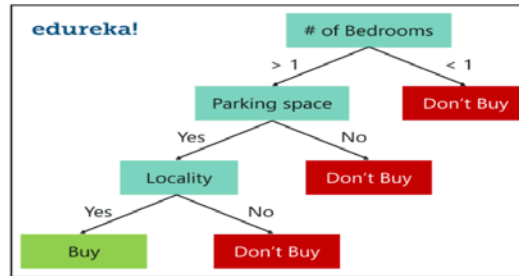 edureka!
# of Bedrooms
> 1
< 1
Parking space
Don't Buy
Yes
No
Locality
Don't Buy
Yes
No
Buy
Don't Buy